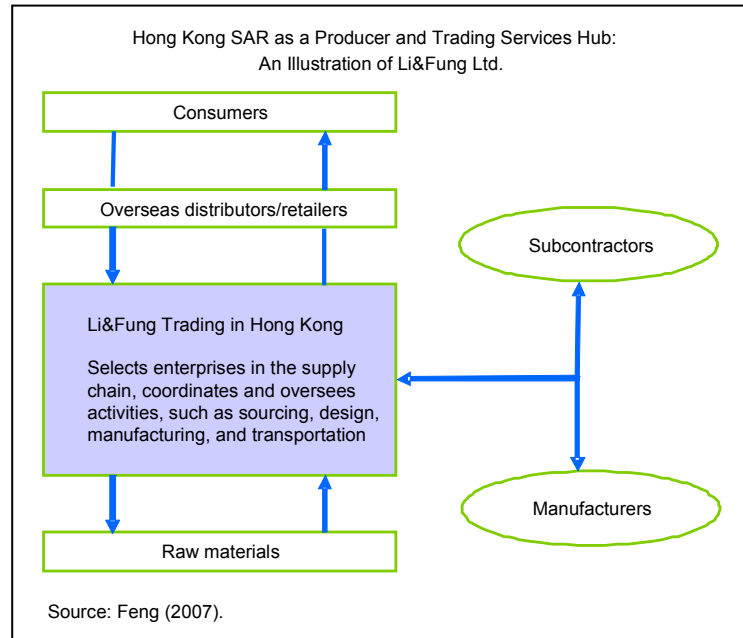 Hong Kong SAR as a Producer and Trading Services Hub:
An Illustration of Li&Fung Ltd.
Consumers
Overseas distributors/retailers
Subcontractors
Li&Fung Trading in Hong Kong
Selects enterprises in the supply
chain, coordinates and oversees
activities, such as sourcing, design,
manufacturing, and transportation
Manufacturers
Raw materials
Source: Feng (2007).